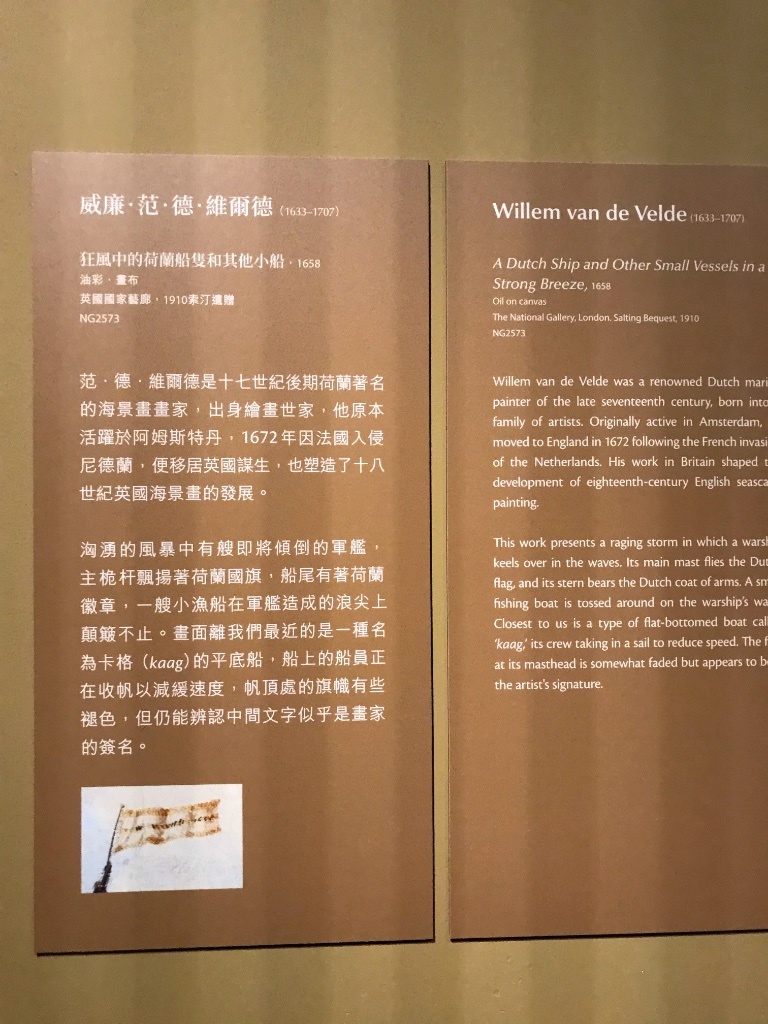 威廉·范·德·維爾德（1633–1707）
狂風中的荷蘭船隻和其他小船，1658
油彩．畫布
英國國家藝廊，1910索汀遺贈
NG2573
范．德．維爾德是十七世紀後期荷蘭著名
的海景畫畫家，出身繪畫世家，他原本
活躍於阿姆斯特丹，1672年因法國入侵
尼德蘭，便移居英國謀生，也塑造了十八
世紀英國海景畫的發展。
洶湧的風暴中有艘即將傾倒的軍艦，
主桅杆飄揚著荷蘭國旗，船尾有著荷蘭
徽章，一艘小漁船在軍艦造成的浪尖上
顛簸不止。畫面離我們最近的是一種名
為卡格（kaag）的平底船，船上的船員正
在收帆以減緩速度，帆頂處的旗幟有些
褪色，但仍能辨認中間文字似乎是畫家
的簽名。
Willem van de Velde (1633–1707)
A Dutch Ship and Other Small Vessels in a
Strong Breeze, 1658
Oil on canvas
The National Gallery, London. Salting Bequest, 1910
NG2573
Willem van de Velde was a renowned Dutch mari
painter of the late seventeenth century, born into
family of artists. Originally active in Amsterdam,
moved to England in 1672 following the French invasi
of the Netherlands. His work in Britain shaped t
development of eighteenth-century English seasca
painting.
This work presents a raging storm in which a warsh
keels over in the waves. Its main mast flies the Dut
flag, and its stern bears the Dutch coat of arms. A sm
fishing boat is tossed around on the warship's wa
Closest to us is a type of flat-bottomed boat call
'kaag,' its crew taking in a sail to reduce speed. The f
at its masthead is somewhat faded but appears to be
the artist's signature.